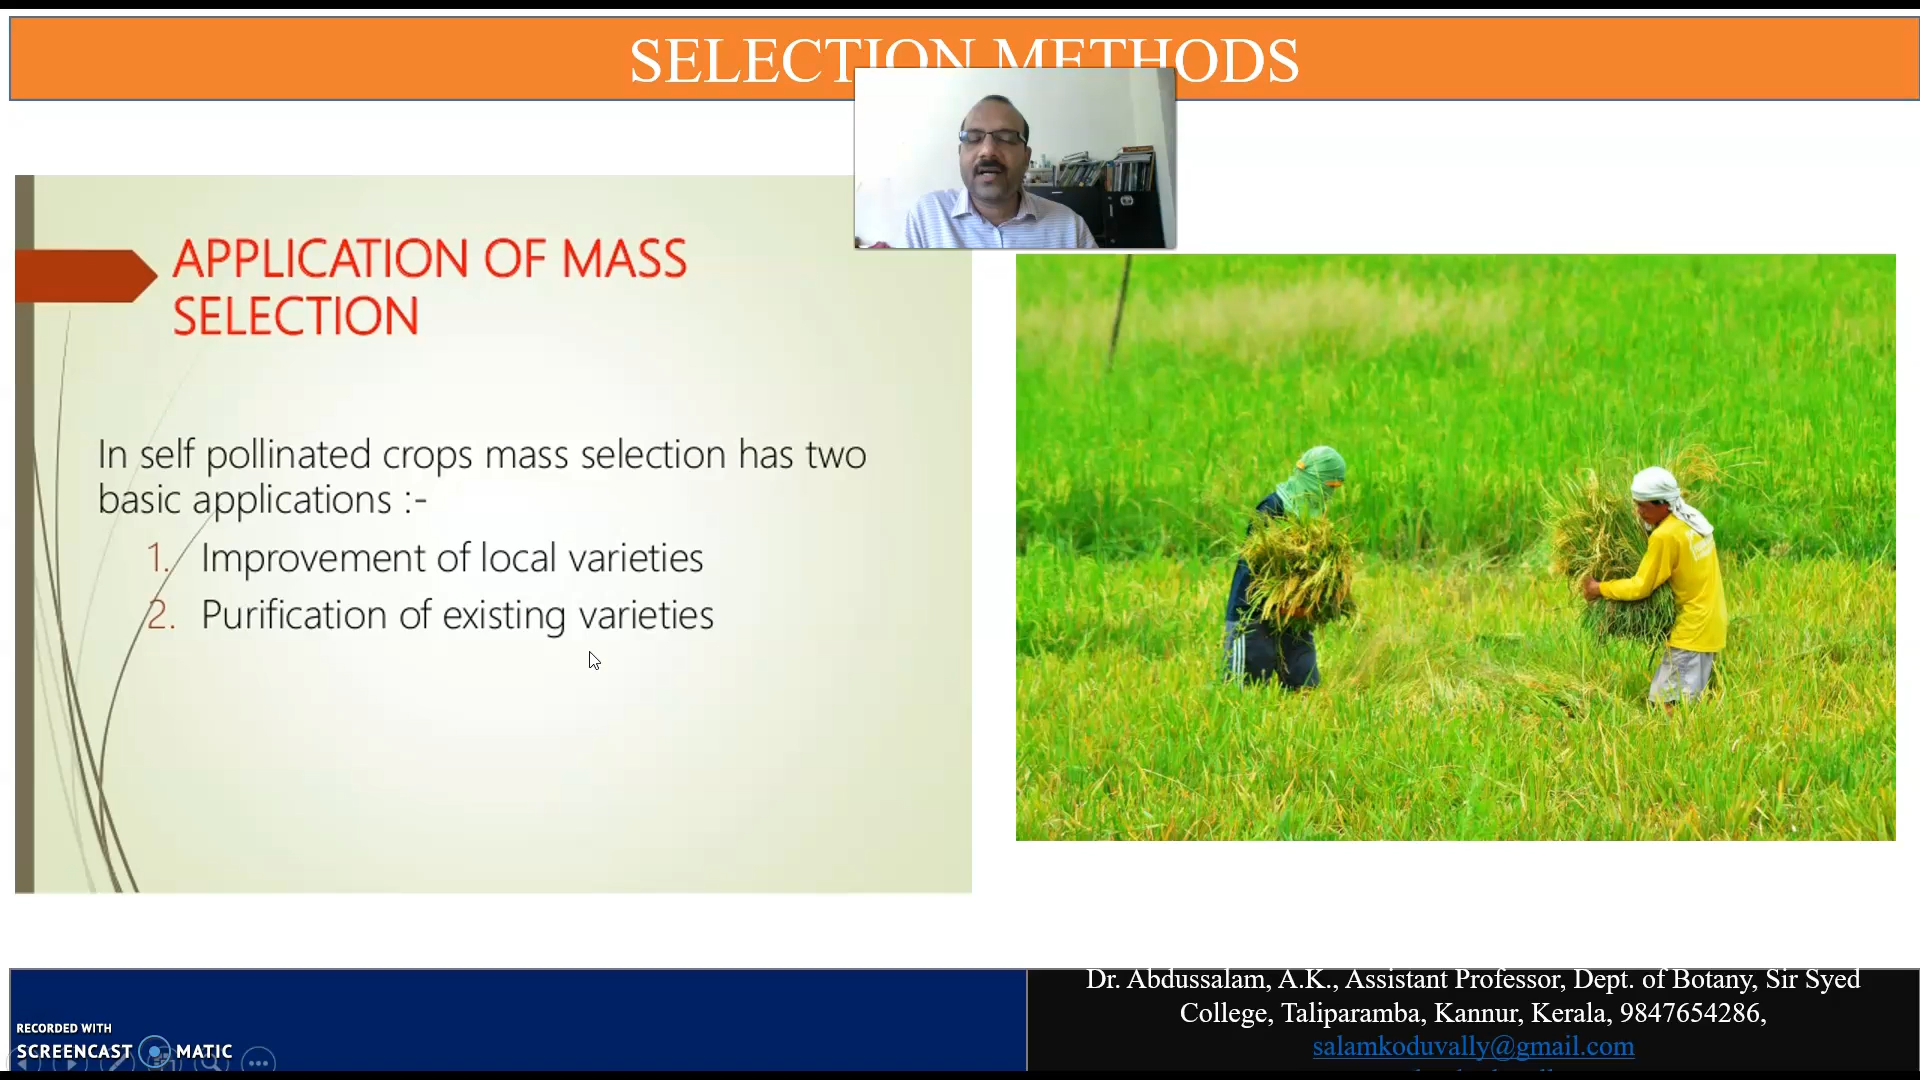 SELECTION METHODS
APPLICATION OF MASS
SELECTION
In self pollinated crops mass selection has two
basic applications :-
1. Improvement of local varieties
2. Purification of existing varieties
Dr. Abdussalam, A.K., Assistant Professor, Dept. of Botany, Sir Syed
College, Taliparamba, Kannur, Kerala, 9847654286,
salamkoduvally@gmail.com
RECORDED WITH
SCREENCAST MATIC